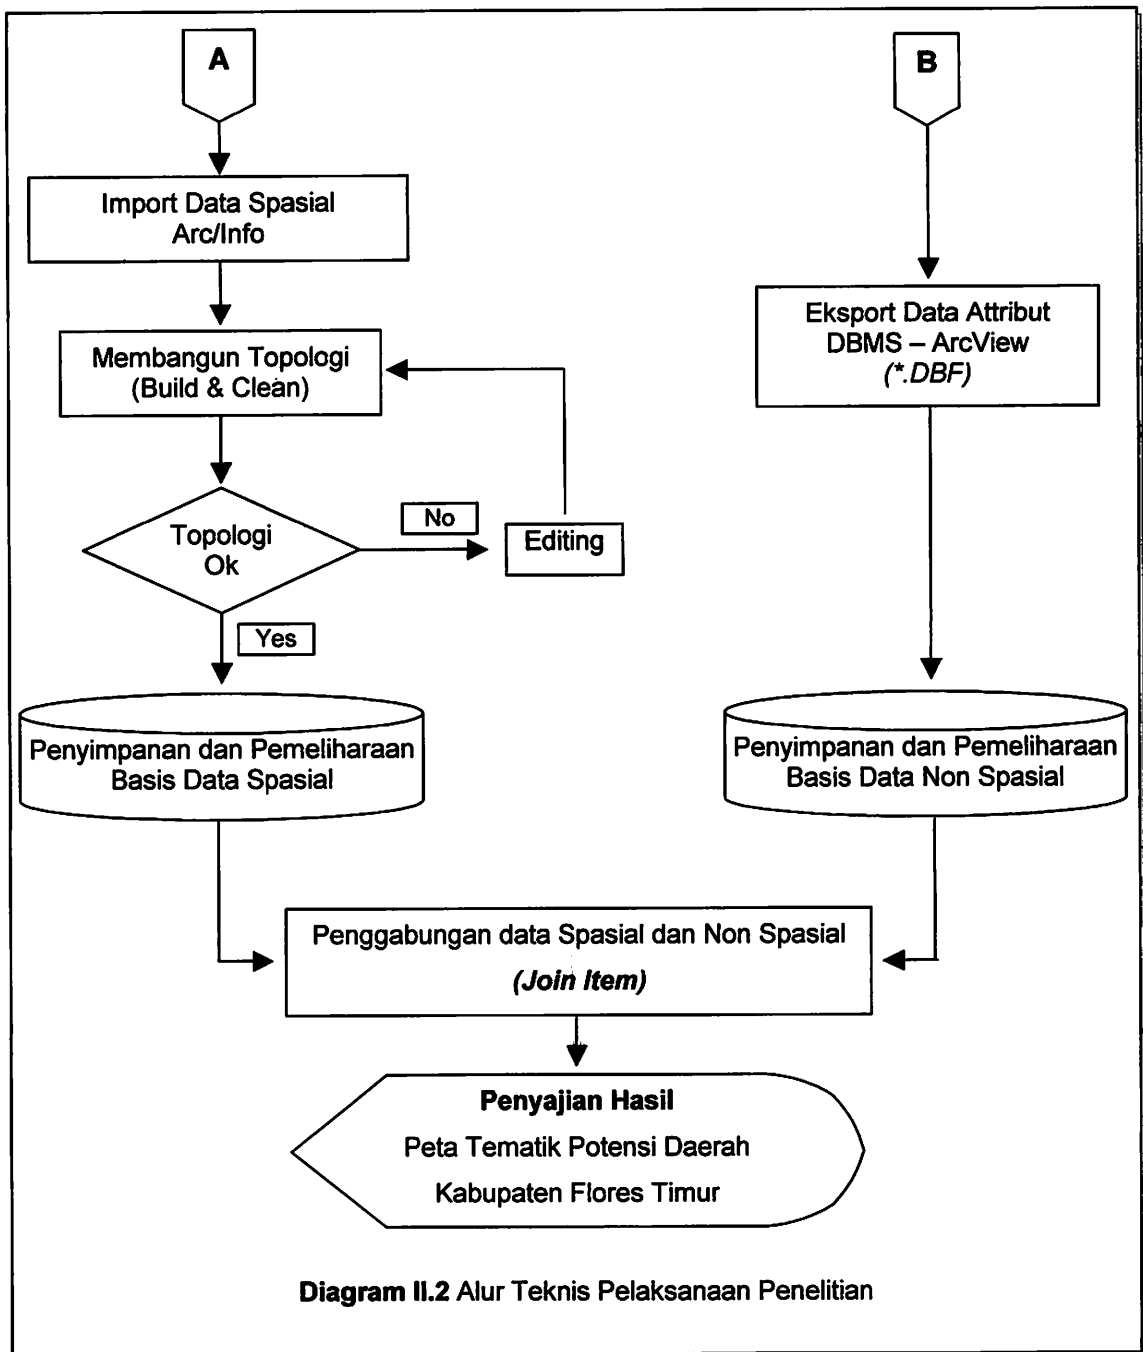 A
B
Import Data Spasial
Arc/Info
Membangun Topologi
(Build & Clean)
Topologi
Ok
No
Editing
Yes
Penyimpanan dan Pemeliharaan
Basis Data Spasial
Eksport Data Attribut
DBMS – ArcView
(*.DBF)
Penyimpanan dan Pemeliharaan
Basis Data Non Spasial
Penggabungan data Spasial dan Non Spasial
(Join Item)
Penyajian Hasil
Peta Tematik Potensi Daerah
Kabupaten Flores Timur
Diagram II.2 Alur Teknis Pelaksanaan Penelitian